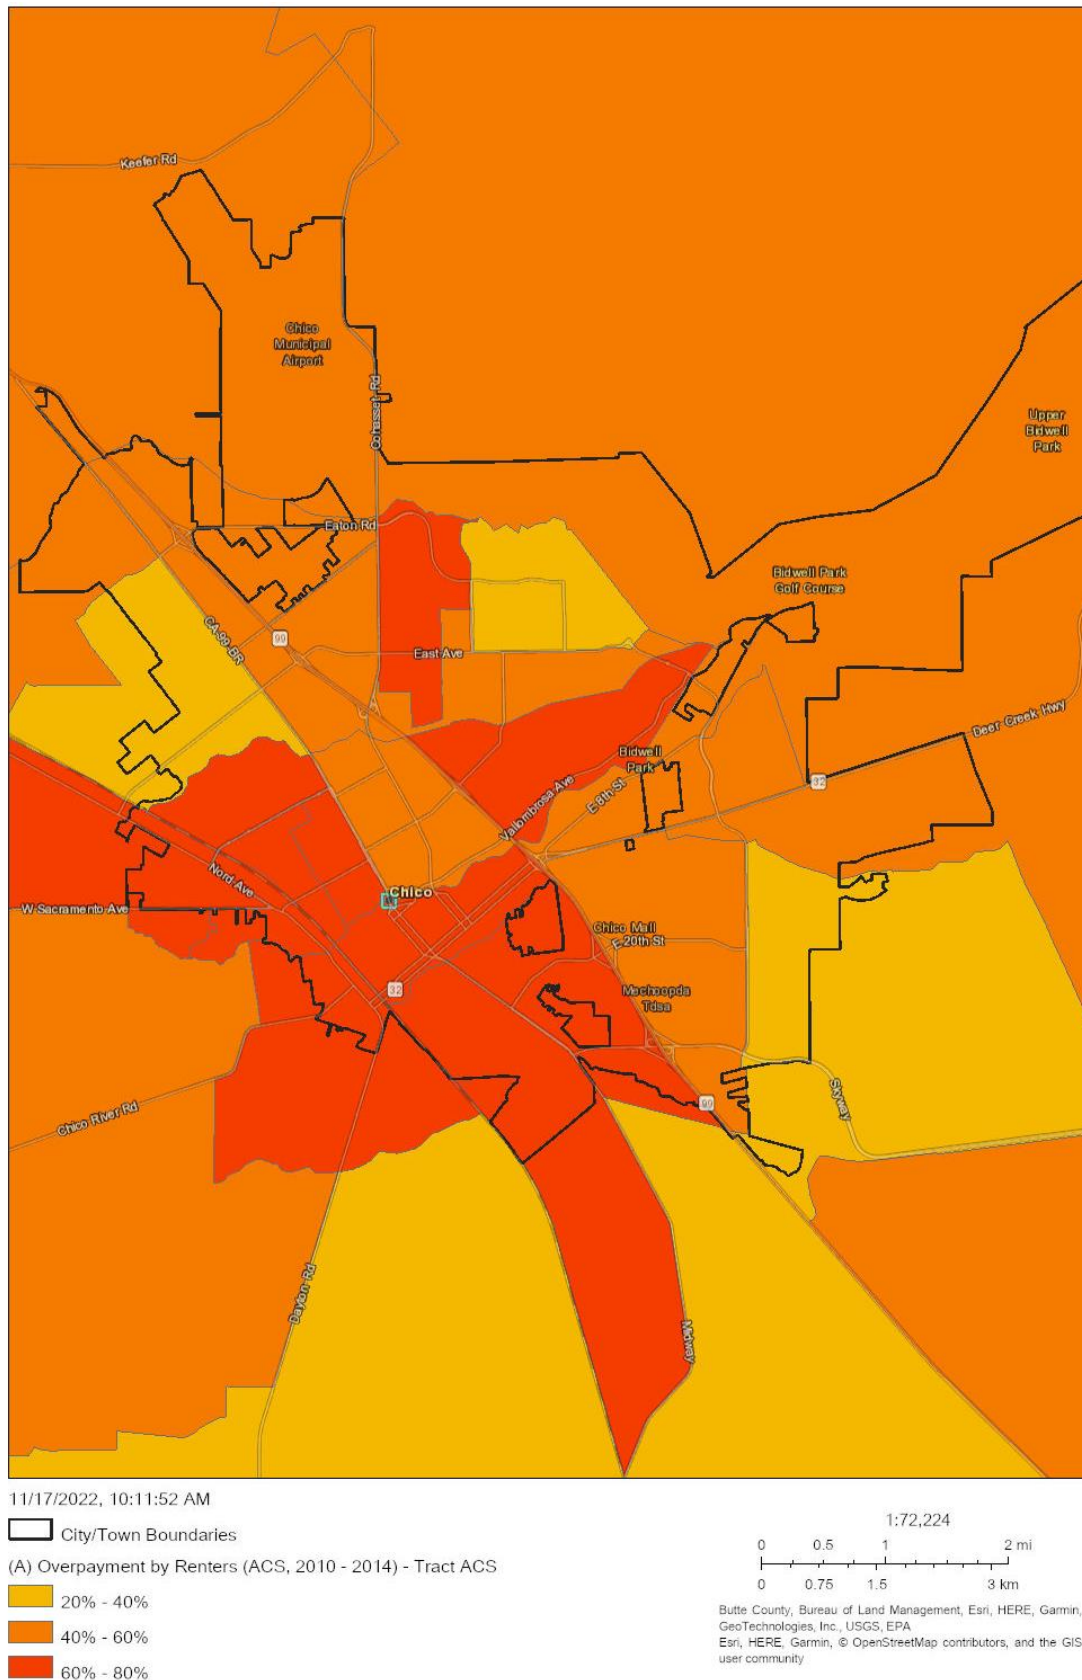 Keefer Rd
Chico
Municipal
Airport
Cohasset Rd
Upper
Bidwell
Park
Eaton Rd
Bidwell Park
Golf Course
CA-99-BR
99
East Ave
Deer Creek Hwy
Bidwell
Park
32
E 8th St
Vallombrosa Ave
Nord Ave
Chico
W Sacramento Ave
Chico Mall
E 20th St
32
Mechoopda
Tdsa
Skyway
99
Chico River Rd
Dayton Rd
Midway
11/17/2022, 10:11:52 AM
City/Town Boundaries
(A) Overpayment by Renters (ACS, 2010 - 2014) - Tract ACS
20% - 40%
40% - 60%
60% - 80%
1:72,224
0 0.5 1 2 mi
0 0.75 1.5 3 km
Butte County, Bureau of Land Management, Esri, HERE, Garmin,
GeoTechnologies, Inc., USGS, EPA
Esri, HERE, Garmin, © OpenStreetMap contributors, and the GIS
user community